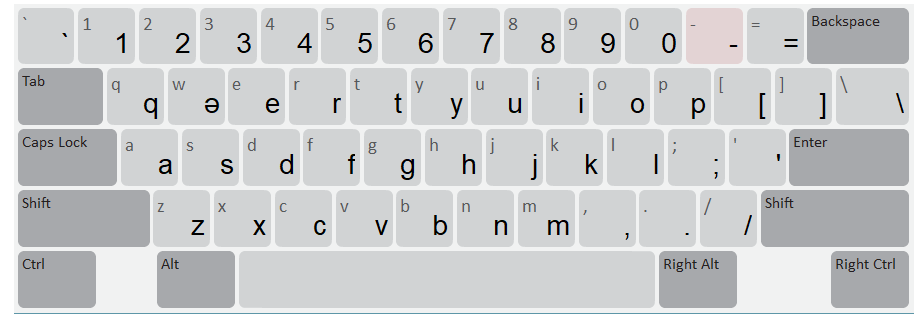 ` ` 1 1 2 2 3 3 4 4 5 5 6 6 7 7 8 8 9 9 0 0 - - = = Backspace
Tab q q w ə e e r r t t y y u u i i o o p p [ [ ] ] \ \
Caps Lock a a s s d d f f g g h h j j k k l l ; ; ' ' Enter
Shift z z x x c c v v b b n n m m , , . . / / Shift
Ctrl Alt Right Alt Right Ctrl